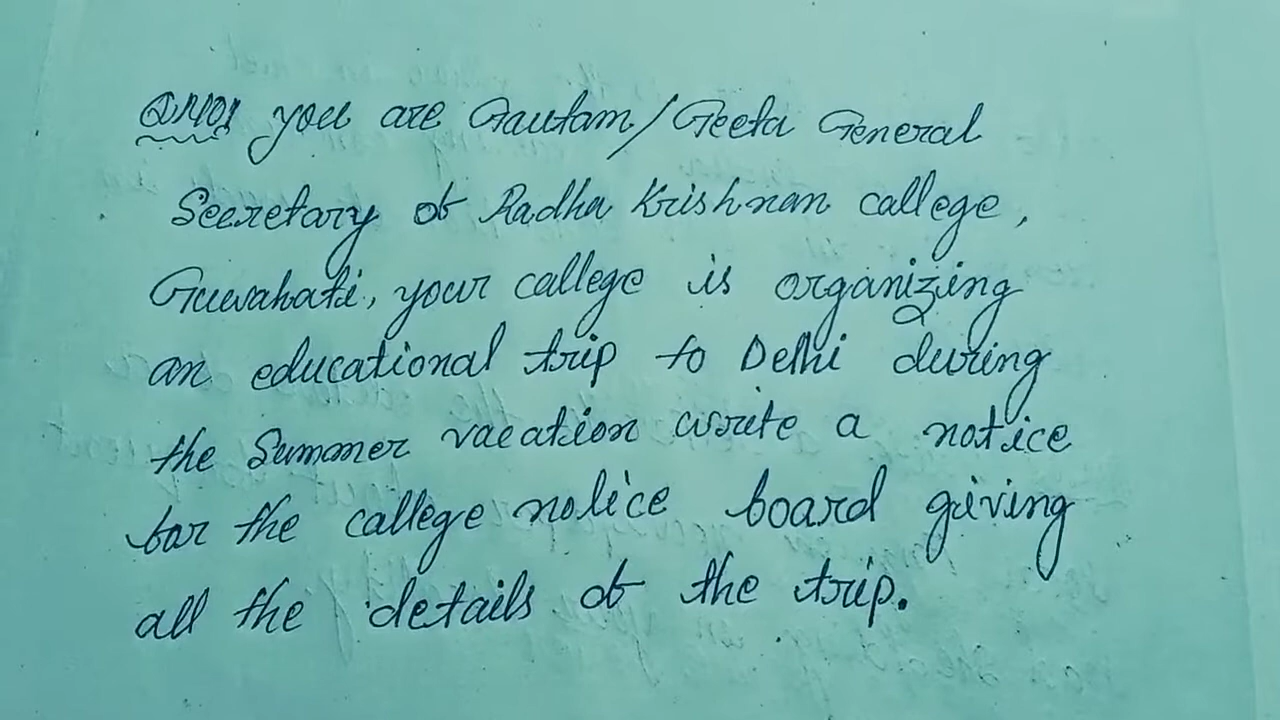 Q.No1 you are Gautam/Geeta General
Secretary of Radha Krishnan callege,
Guwahati, your callege is organizing
an educational trip to Delhi during
the Summer vacation write a notice
for the callege notice board giving
all the details of the trip.